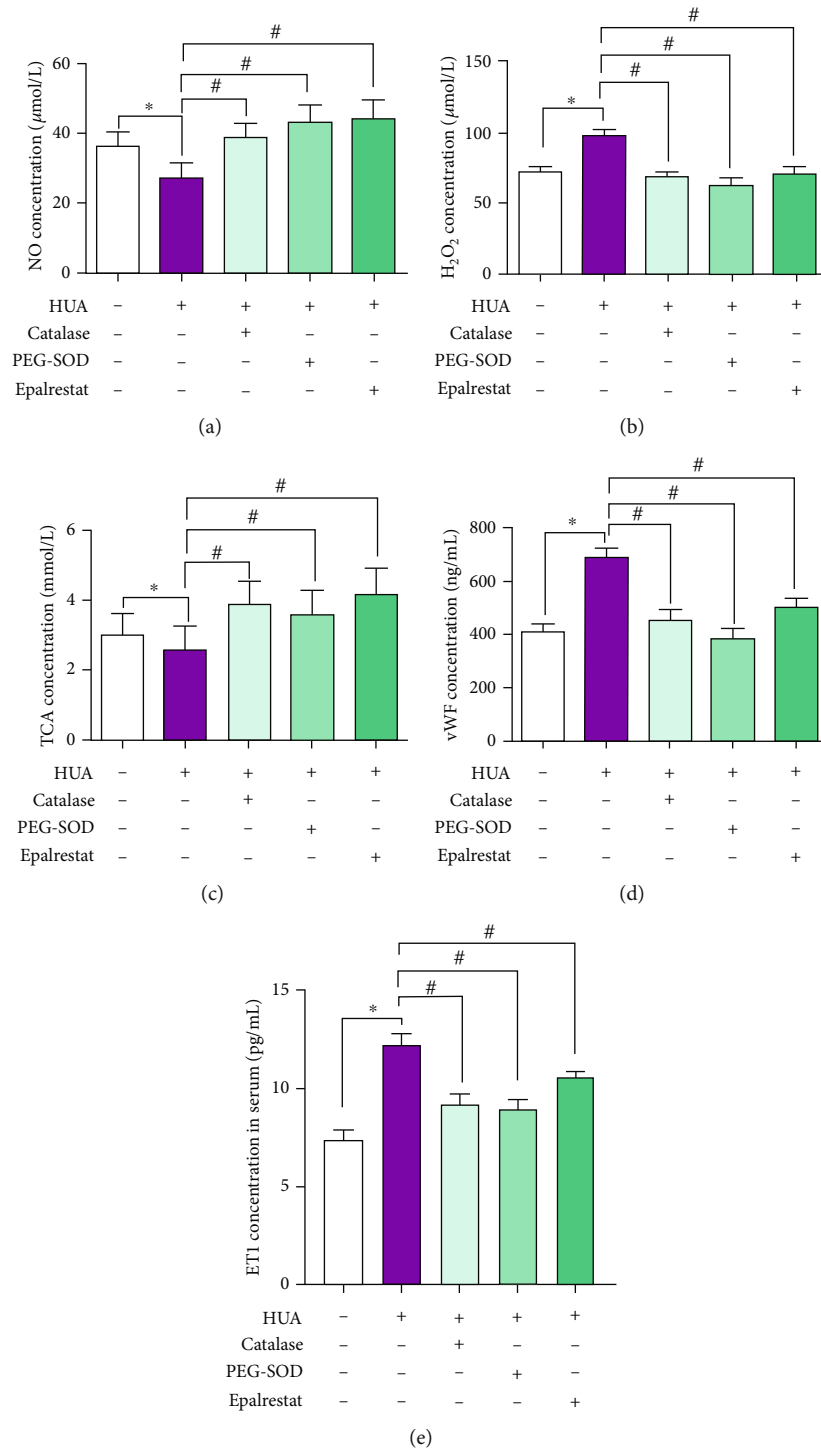 #
#
#
*
60
40
20
0
NO concentration (μmol/L)
HUA – + + + +
Catalase – – + – –
PEG-SOD – – – + –
Epalrestat – – – – +
(a)
#
#
#
*
150
100
50
0
H₂O₂ concentration (μmol/L)
HUA – + + + +
Catalase – – + – –
PEG-SOD – – – + –
Epalrestat – – – – +
(b)
#
#
#
*
6
4
2
0
TCA concentration (mmol/L)
HUA – + + + +
Catalase – – + – –
PEG-SOD – – – + –
Epalrestat – – – – +
(c)
#
#
#
*
800
600
400
200
0
vWF concentration (ng/mL)
HUA – + + + +
Catalase – – + – –
PEG-SOD – – – + –
Epalrestat – – – – +
(d)
#
#
#
*
15
10
5
0
ET1 concentration in serum (pg/mL)
HUA – + + + +
Catalase – – + – –
PEG-SOD – – – + –
Epalrestat – – – – +
(e)